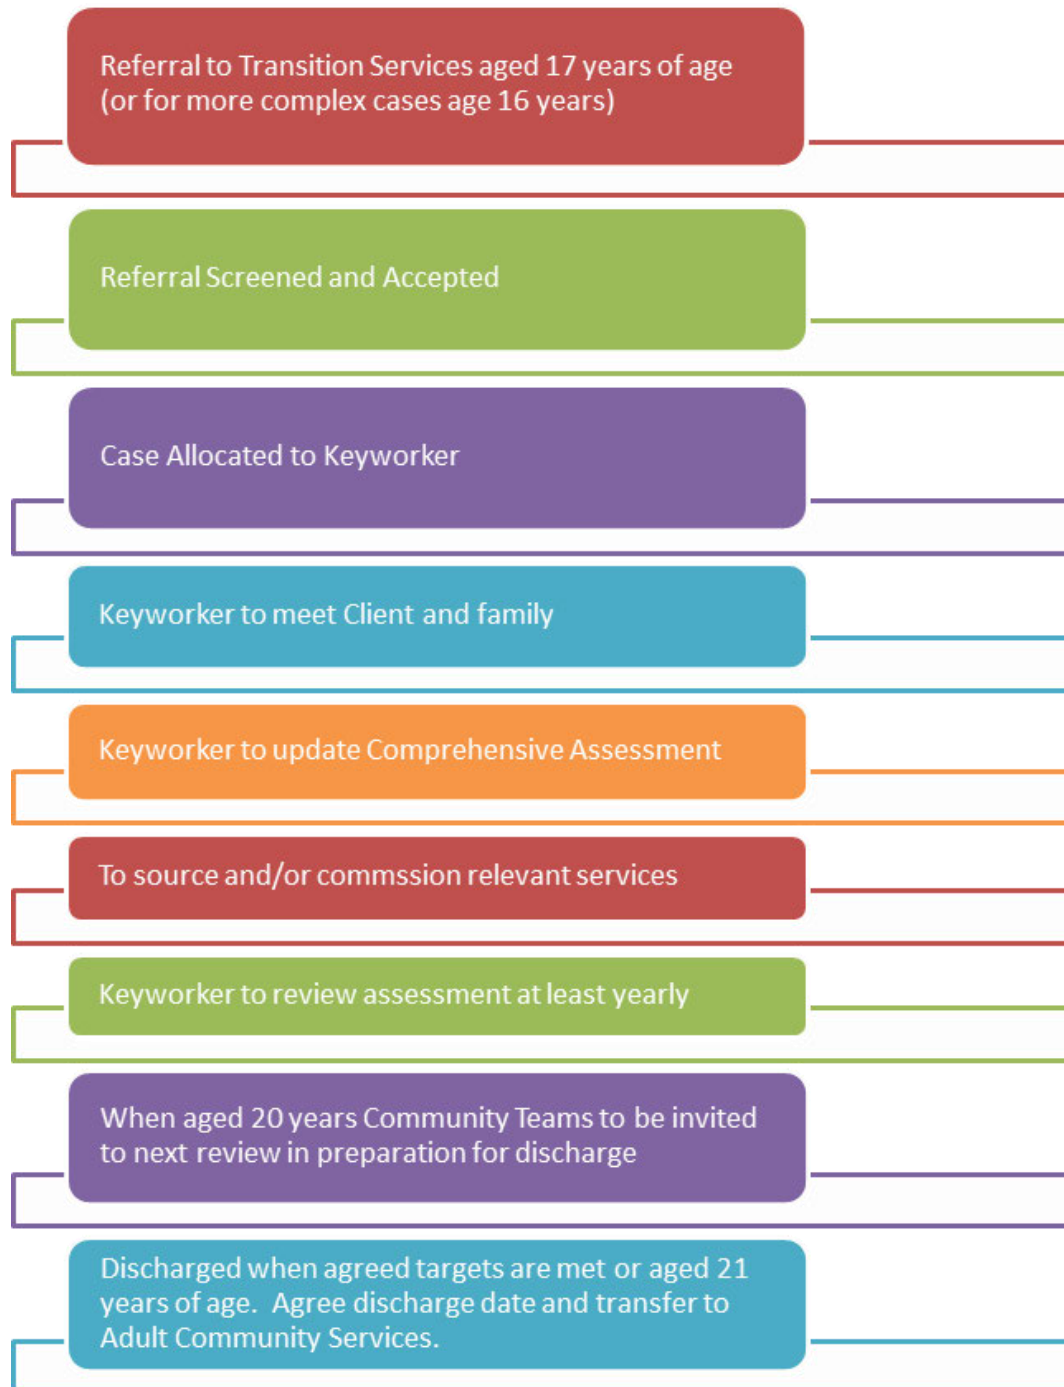 Referral to Transition Services aged 17 years of age
(or for more complex cases age 16 years)
Referral Screened and Accepted
Case Allocated to Keyworker
Keyworker to meet Client and family
Keyworker to update Comprehensive Assessment
To source and/or commssion relevant services
Keyworker to review assessment at least yearly
When aged 20 years Community Teams to be invited
to next review in preparation for discharge
Discharged when agreed targets are met or aged 21
years of age.  Agree discharge date and transfer to
Adult Community Services.